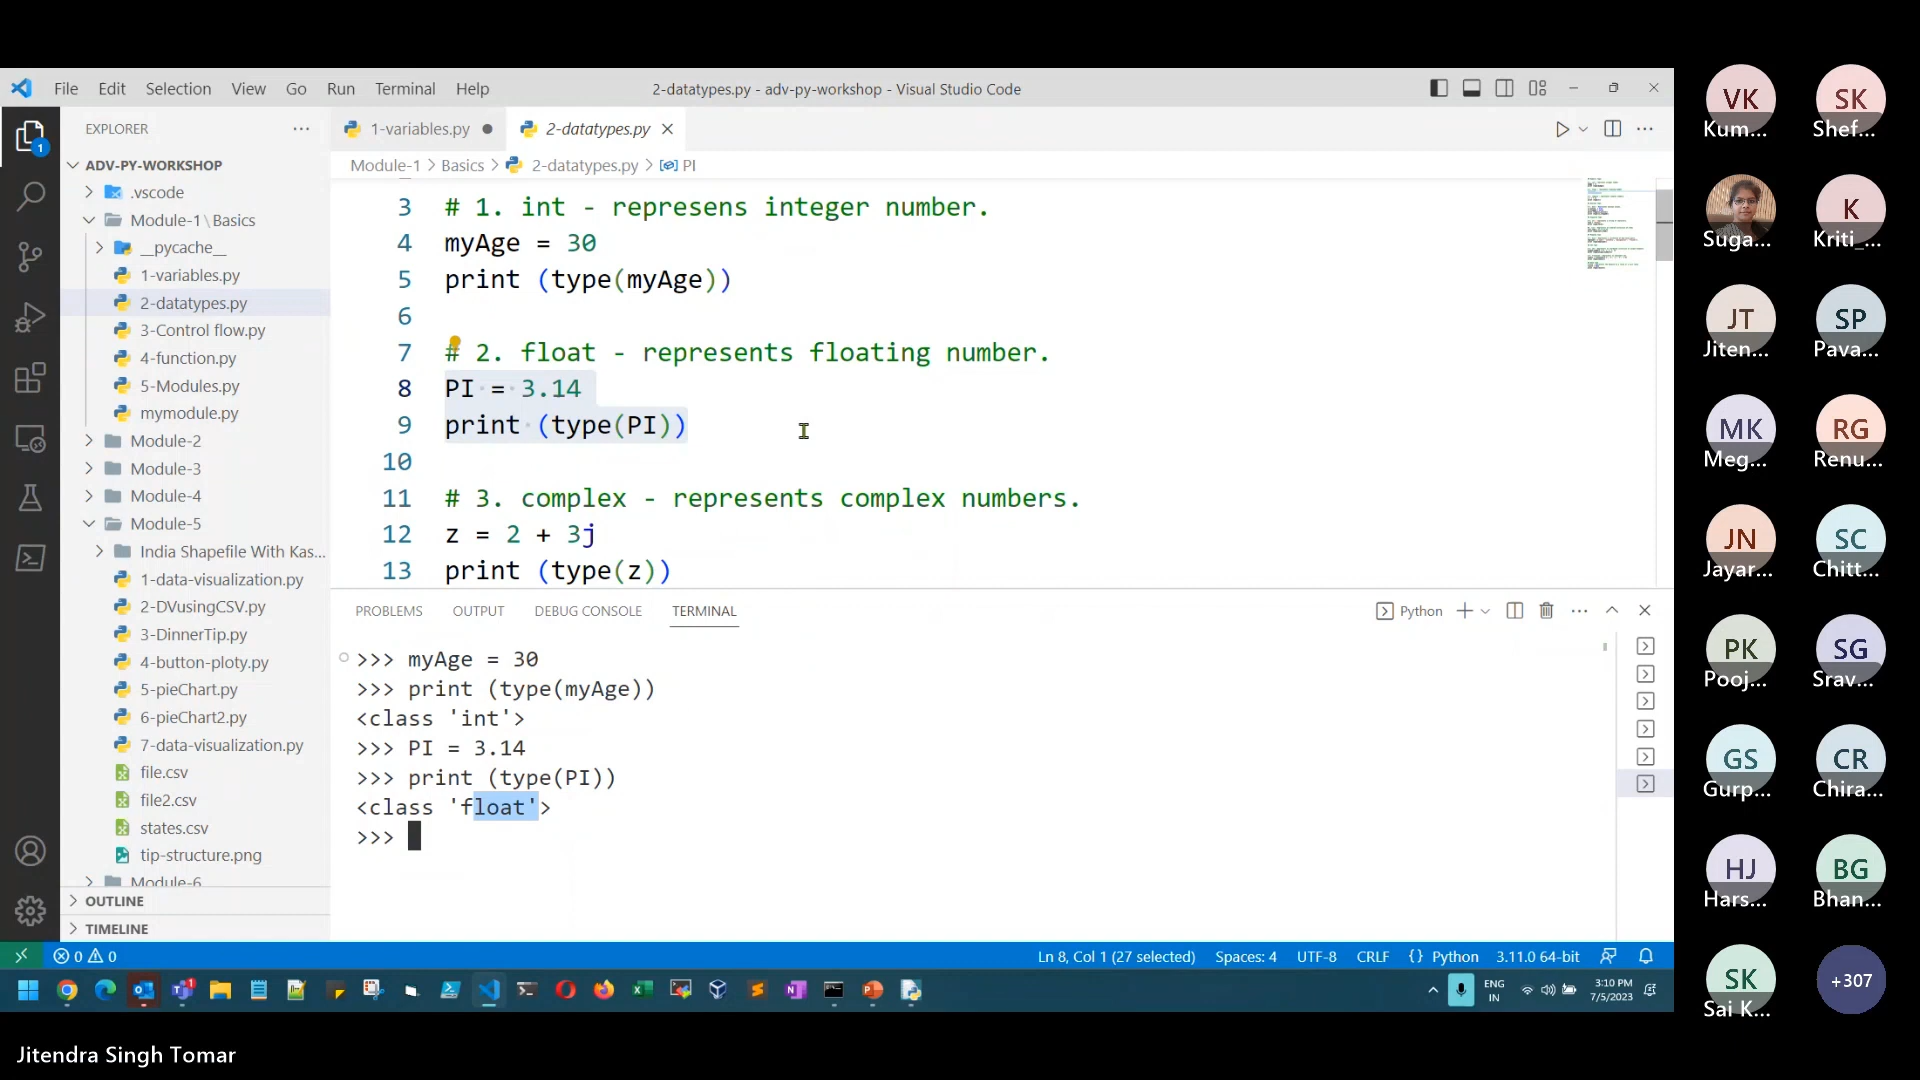 File Edit Selection View Go Run Terminal Help
2-datatypes.py - adv-py-workshop - Visual Studio Code
EXPLORER
ADV-PY-WORKSHOP
.vscode
Module-1\Basics
__pycache__
1-variables.py
2-datatypes.py
3-Control flow.py
4-function.py
5-Modules.py
mymodule.py
Module-2
Module-3
Module-4
Module-5
India Shapefile With Kas...
1-data-visualization.py
2-DVusingCSV.py
3-DinnerTip.py
4-button-ploty.py
5-pieChart.py
6-pieChart2.py
7-data-visualization.py
file.csv
file2.csv
states.csv
tip-structure.png
Module-6
OUTLINE
TIMELINE
1
1-variables.py
2-datatypes.py
Module-1 > Basics > 2-datatypes.py > PI
3 # 1. int - represens integer number.
4 myAge = 30
5 print (type(myAge))
6
7 # 2. float - represents floating number.
8 PI = 3.14
9 print (type(PI))
10
11 # 3. complex - represents complex numbers.
12 z = 2 + 3j
13 print (type(z))
PROBLEMS OUTPUT DEBUG CONSOLE TERMINAL
Python
>>> myAge = 30
>>> print (type(myAge))
<class 'int'>
>>> PI = 3.14
>>> print (type(PI))
<class 'float'>
>>>
0 0
Ln 8, Col 1 (27 selected) Spaces: 4 UTF-8 CRLF {} Python 3.11.0 64-bit
ENG
IN
3:10 PM
7/5/2023
VK
Kum...
SK
Shef...
Suga...
K
Kriti_...
JT
Jiten...
SP
Pava...
MK
Meg...
RG
Renu...
JN
Jayar...
SC
Chitt...
PK
Pooj...
SG
Srav...
GS
Gurp...
CR
Chira...
HJ
Hars...
BG
Bhan...
SK
Sai K...
+307
Jitendra Singh Tomar